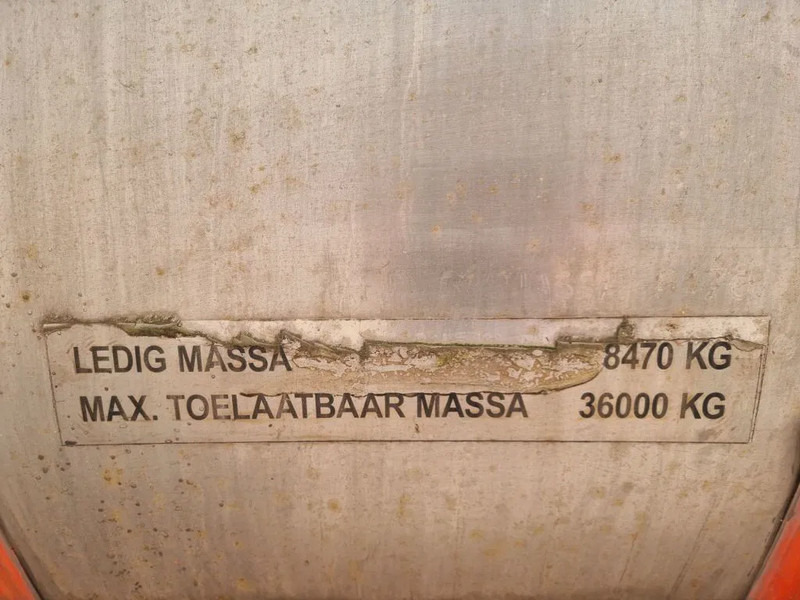 LEDIG MASSA 8470 KG
MAX. TOELAATBAAR MASSA 36000 KG